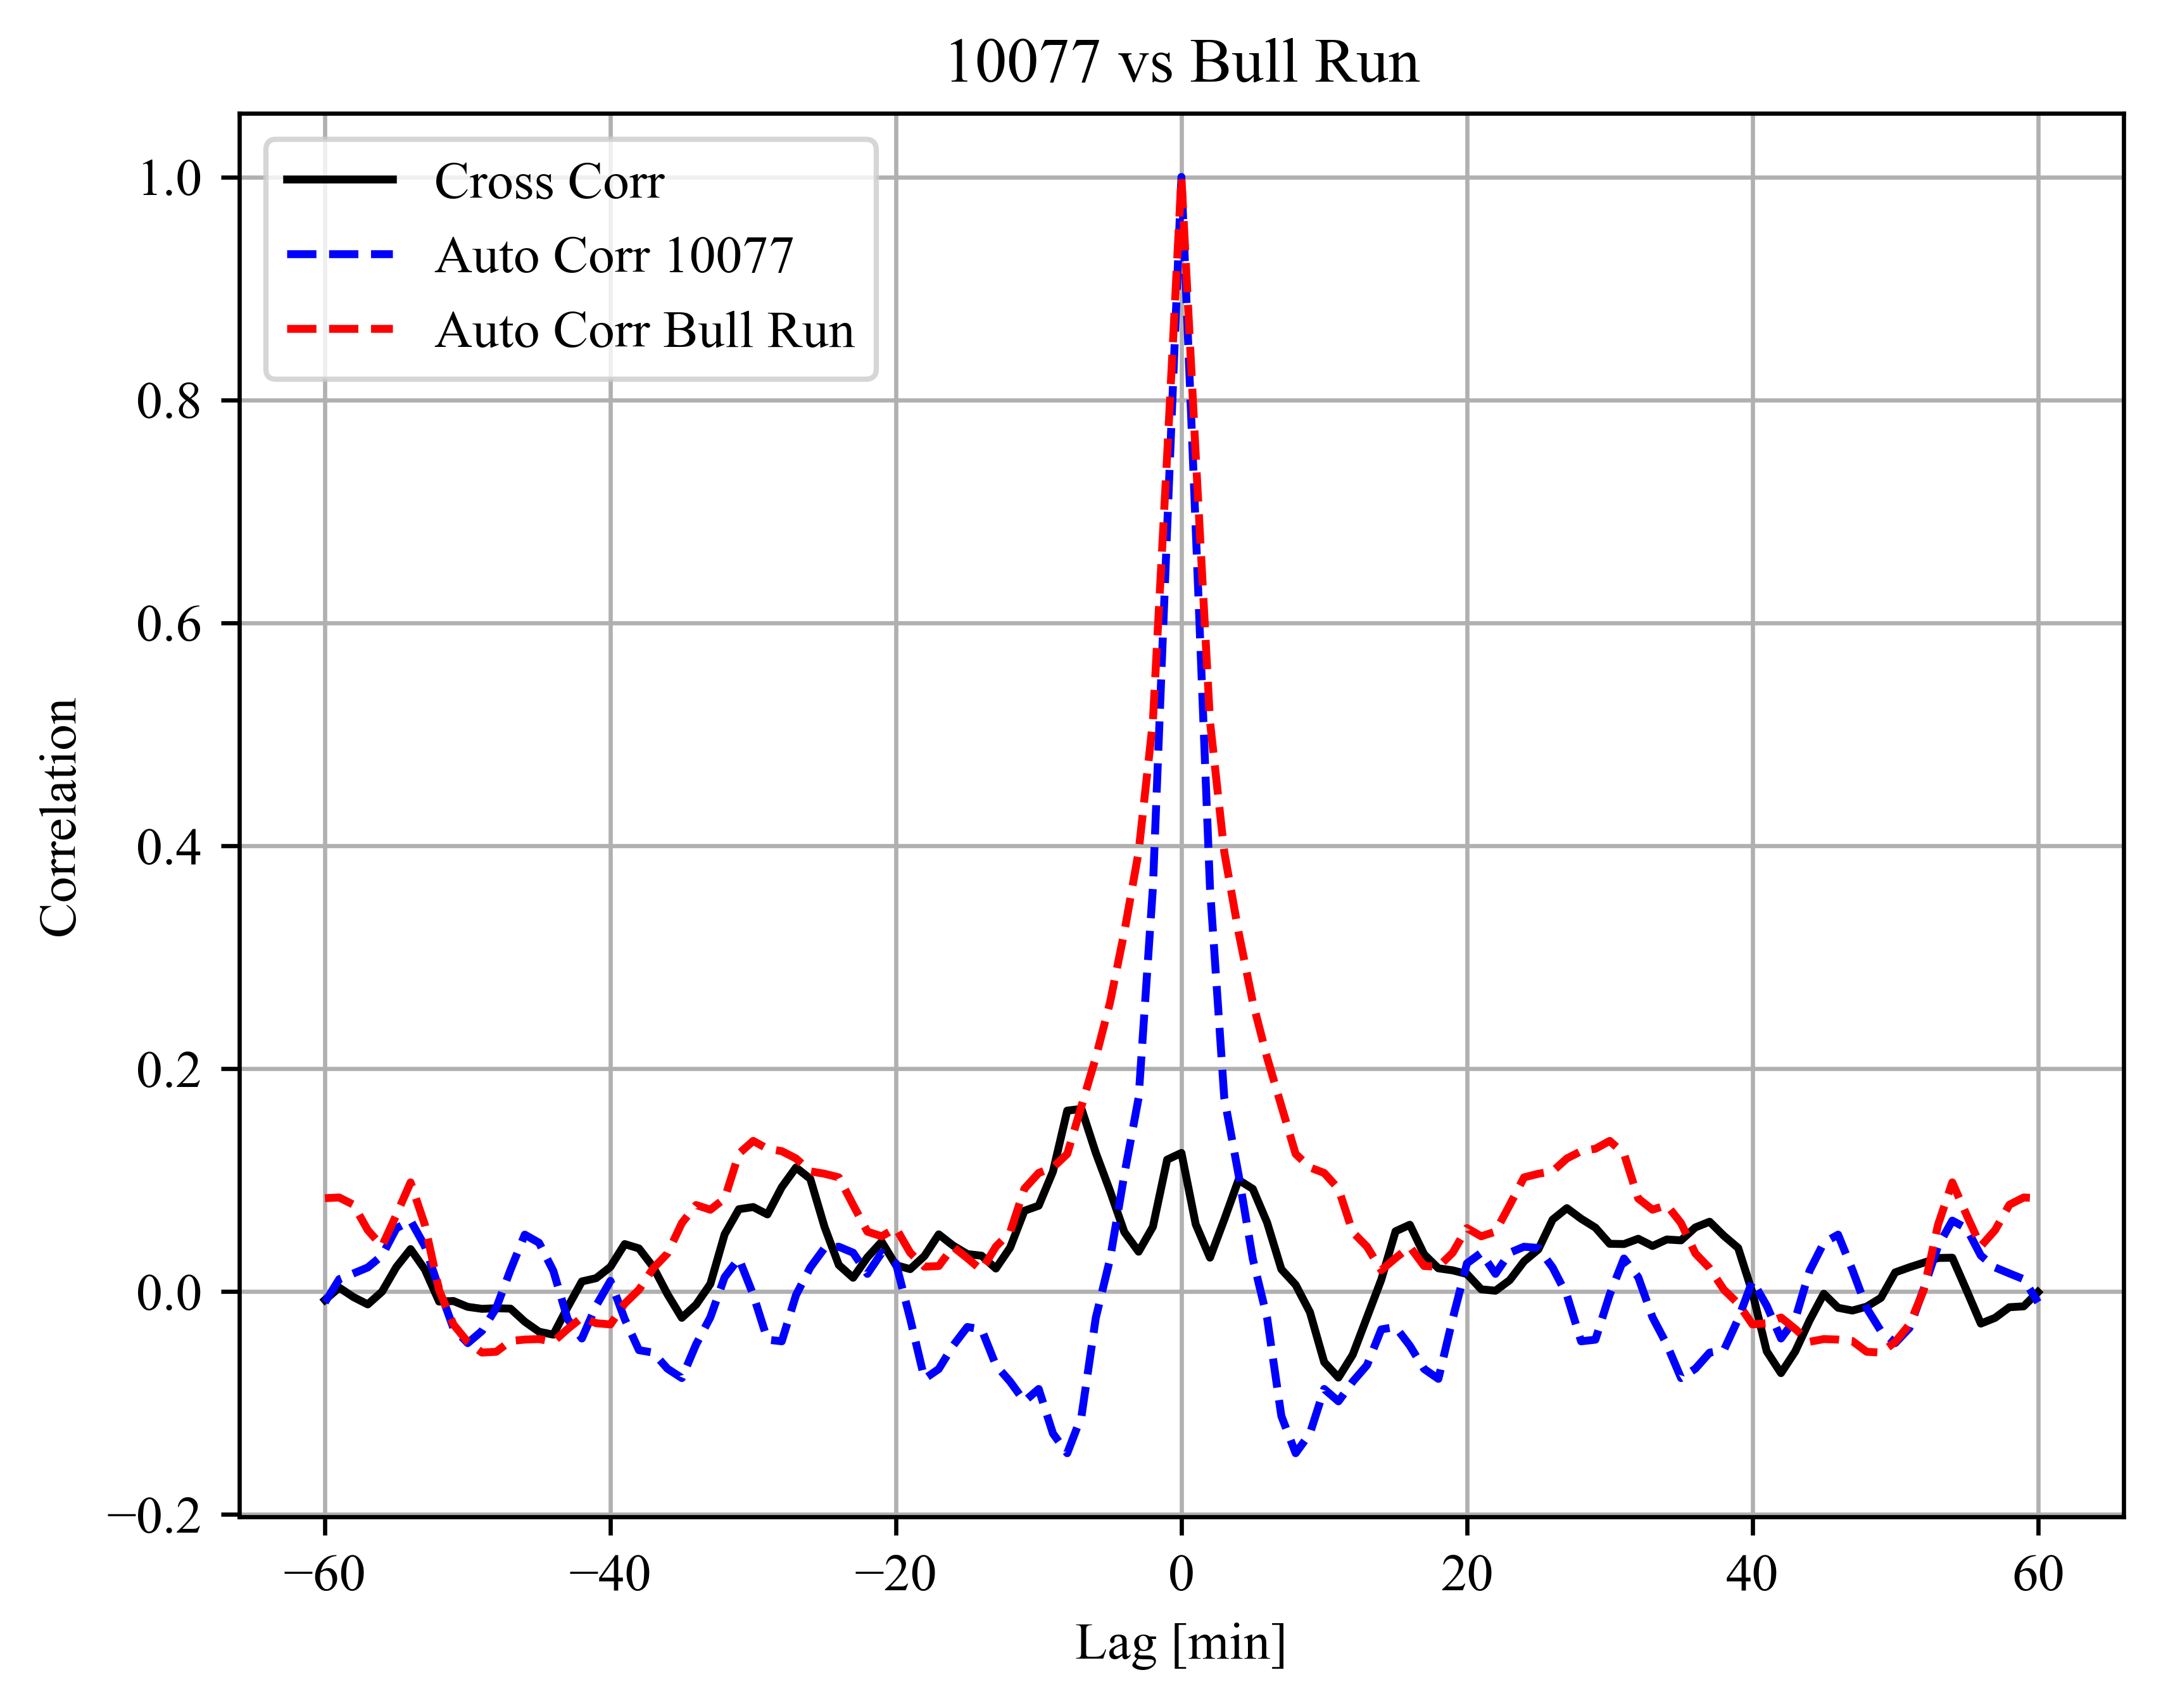 10077 vs Bull Run
Cross Corr
Auto Corr 10077
Auto Corr Bull Run
1.0
0.8
0.6
0.4
0.2
0.0
−0.2
Correlation
−60 −40 −20 0 20 40 60
Lag [min]